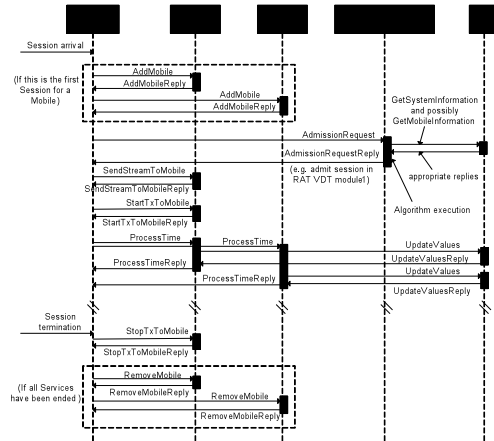 Session arrival
AddMobile
AddMobileReply
(If this is the first
Session for a
Mobile)
AddMobile
AddMobileReply
GetSystemInformation
and possibly
GetMobileInformation
AdmissionRequest
AdmissionRequestReply
(e.g. admit session in
RAT VDT module1)
appropriate replies
SendStreamToMobile
SendStreamToMobileReply
StartTxToMobile
StartTxToMobileReply
Algorithm execution
ProcessTime
ProcessTime
UpdateValues
UpdateValuesReply
ProcessTimeReply
ProcessTimeReply
UpdateValues
UpdateValuesReply
Session
termination
StopTxToMobile
StopTxToMobileReply
RemoveMobile
RemoveMobileReply
(If all Services
have been ended.)
RemoveMobile
RemoveMobileReply